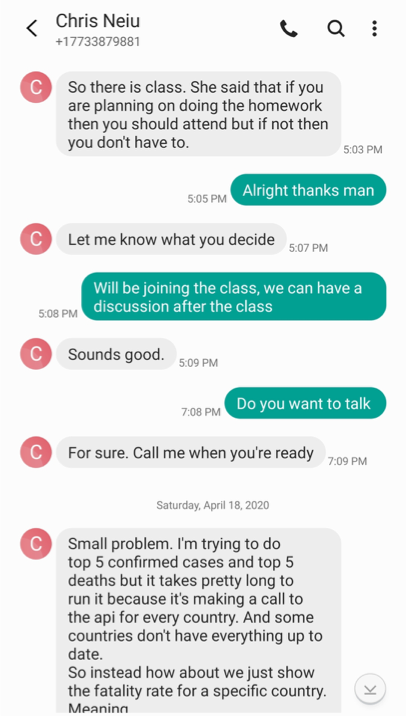 Chris Neiu
+17733879881
C
So there is class. She said that if you
are planning on doing the homework
then you should attend but if not then
you don't have to.
5:03 PM
5:05 PM
Alright thanks man
C
Let me know what you decide
5:07 PM
Will be joining the class, we can have a
discussion after the class
5:08 PM
C
Sounds good.
5:09 PM
7:08 PM
Do you want to talk
C
For sure. Call me when you're ready
7:09 PM
Saturday, April 18, 2020
C
Small problem. I'm trying to do
top 5 confirmed cases and top 5
deaths but it takes pretty long to
run it because it's making a call to
the api for every country. And some
countries don't have everything up to
date.
So instead how about we just show
the fatality rate for a specific country.
Meaning